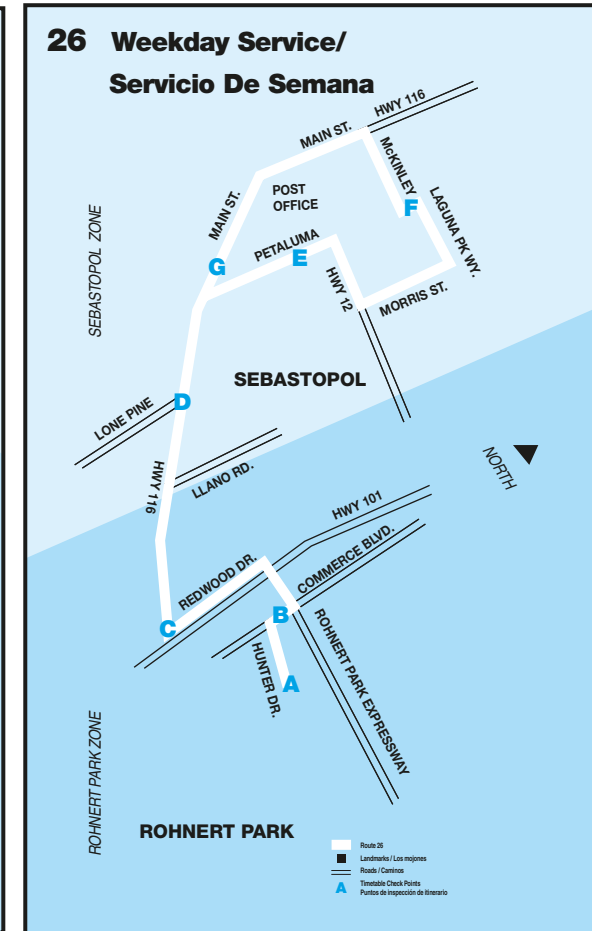 26 Weekday Service/
Servicio De Semana
HWY 116
MAIN ST.
McKINLEY
POST
OFFICE
MAIN ST.
F
LAGUNA PK WY.
SEBASTOPOL ZONE
PETALUMA
E
G
HWY 12
MORRIS ST.
SEBASTOPOL
D
LONE PINE
LLANO RD.
HWY 116
NORTH
HWY 101
COMMERCE BLVD.
REDWOOD DR.
B
C
ROHNERT PARK EXPRESSWAY
HUNTER DR.
A
ROHNERT PARK ZONE
ROHNERT PARK
Route 26
Landmarks / Los mojones
Roads / Caminos
A
Timetable Check Points
Puntos de inspección de Itinerario